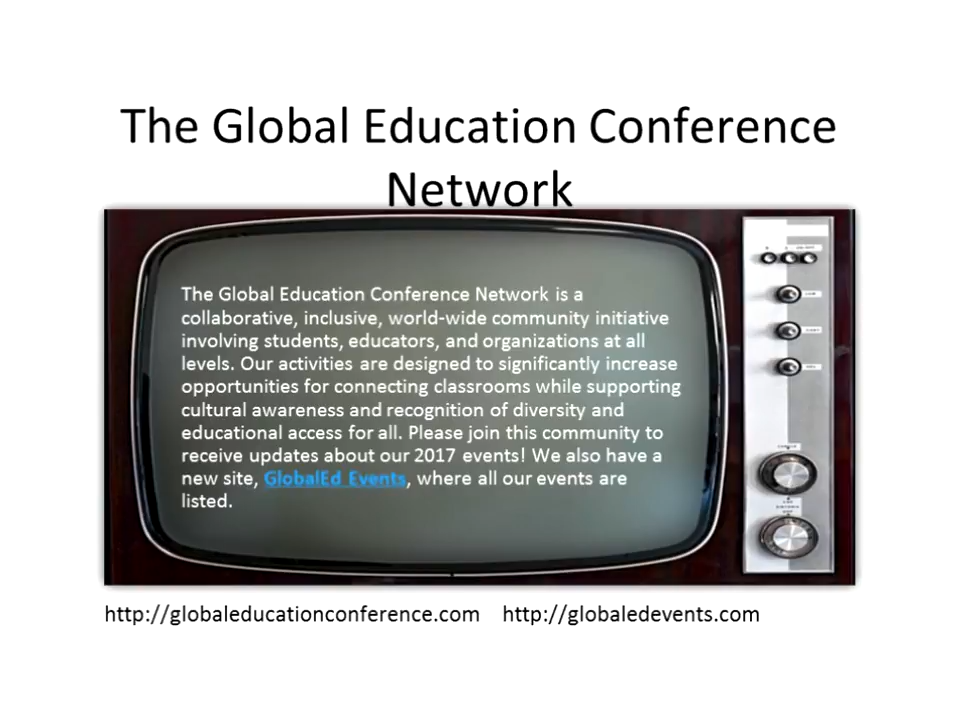 The Global Education Conference
Network
The Global Education Conference Network is a
collaborative, inclusive, world-wide community initiative
involving students, educators, and organizations at all
levels. Our activities are designed to significantly increase
opportunities for connecting classrooms while supporting
cultural awareness and recognition of diversity and
educational access for all. Please join this community to
receive updates about our 2017 events! We also have a
new site, GlobalEd Events, where all our events are
listed.
http://globaleducationconference.com http://globaledevents.com